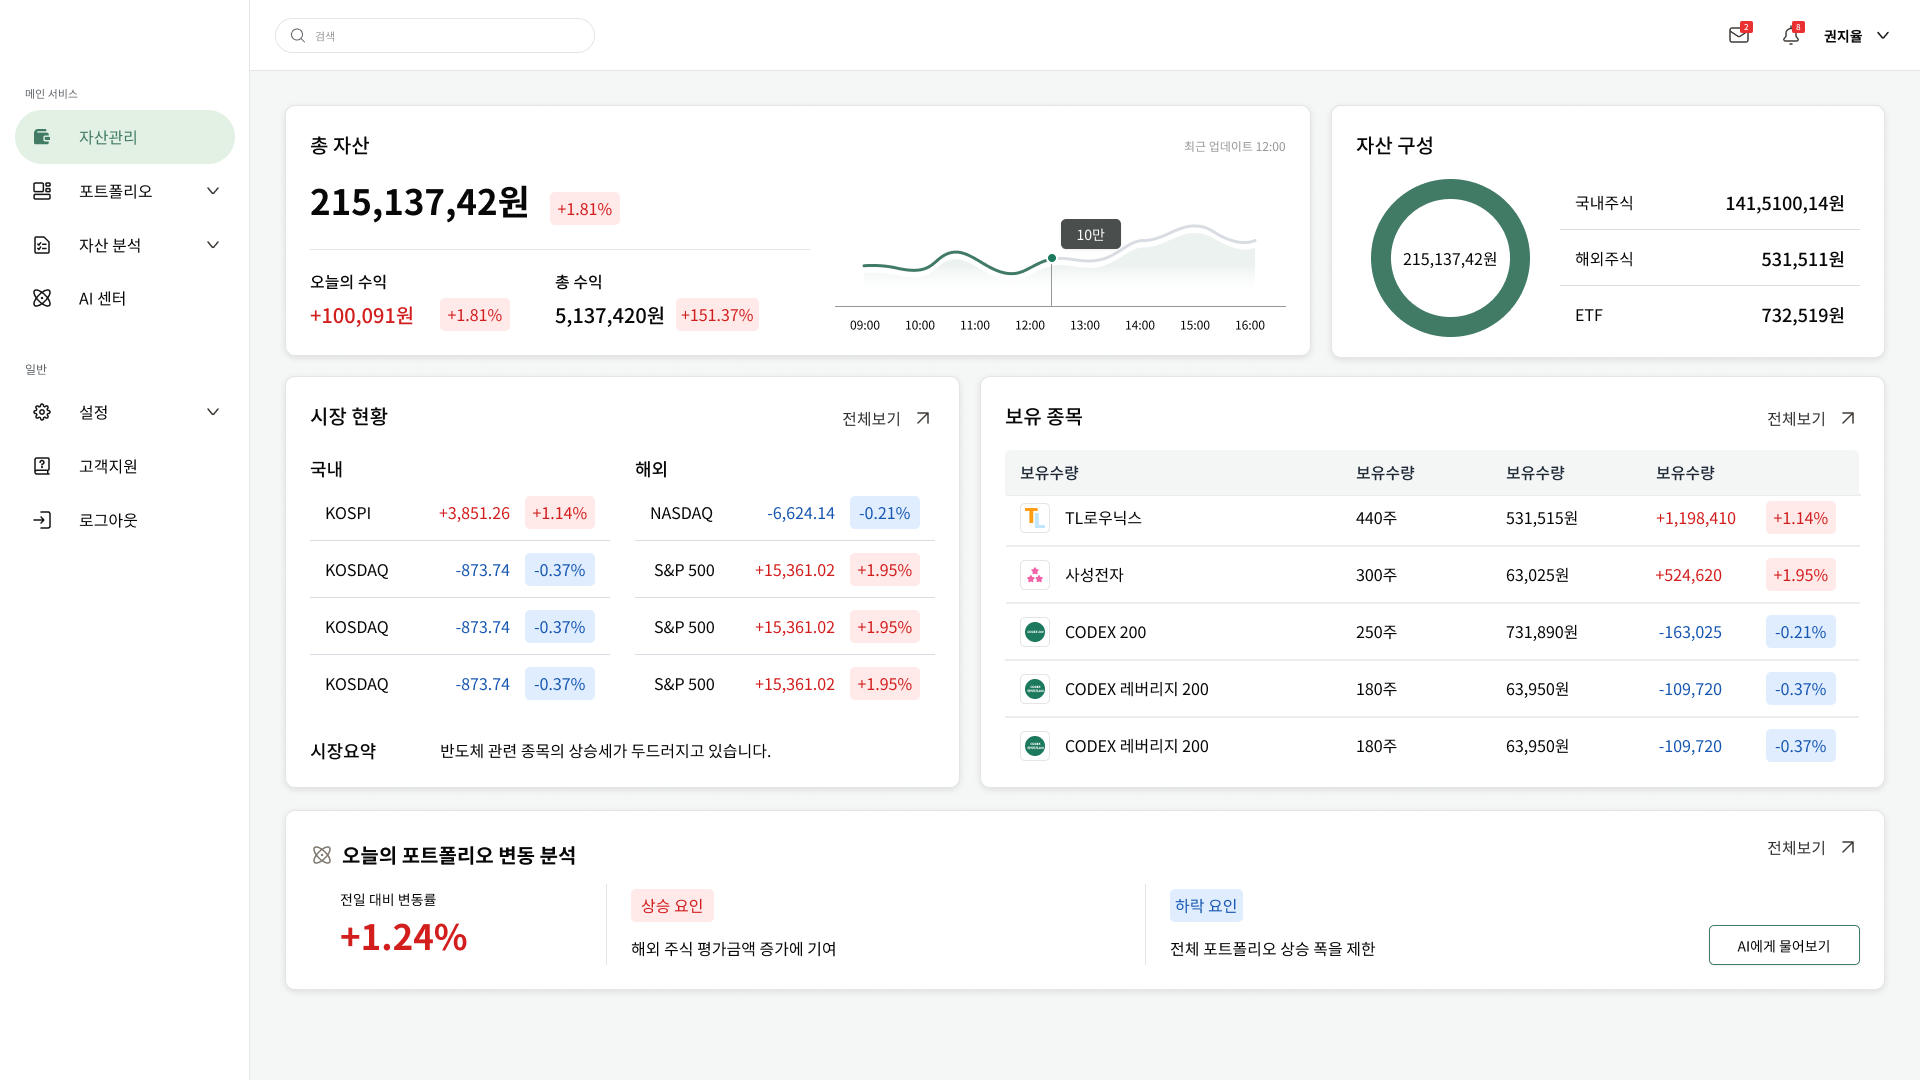 검색
2
8
권지율
메인 서비스
자산관리
포트폴리오
자산 분석
AI 센터
일반
설정
고객지원
로그아웃
총 자산
최근 업데이트 12:00
215,137,42원
+1.81%
오늘의 수익
+100,091원
+1.81%
총 수익
5,137,420원
+151.37%
10만
09:00 10:00 11:00 12:00 13:00 14:00 15:00 16:00
자산 구성
215,137,42원
국내주식 141,5100,14원
해외주식 531,511원
ETF 732,519원
시장 현황
전체보기
국내
KOSPI +3,851.26 +1.14%
KOSDAQ -873.74 -0.37%
KOSDAQ -873.74 -0.37%
KOSDAQ -873.74 -0.37%
해외
NASDAQ -6,624.14 -0.21%
S&P 500 +15,361.02 +1.95%
S&P 500 +15,361.02 +1.95%
S&P 500 +15,361.02 +1.95%
시장요약 반도체 관련 종목의 상승세가 두드러지고 있습니다.
보유 종목
전체보기
보유수량 보유수량 보유수량 보유수량
TL TL로우닉스 440주 531,515원 +1,198,410 +1.14%
사성전자 300주 63,025원 +524,620 +1.95%
CODEX 200 250주 731,890원 -163,025 -0.21%
CODEX 레버리지 200 180주 63,950원 -109,720 -0.37%
CODEX 레버리지 200 180주 63,950원 -109,720 -0.37%
오늘의 포트폴리오 변동 분석
전체보기
전일 대비 변동률
+1.24%
상승 요인
해외 주식 평가금액 증가에 기여
하락 요인
전체 포트폴리오 상승 폭을 제한
AI에게 물어보기